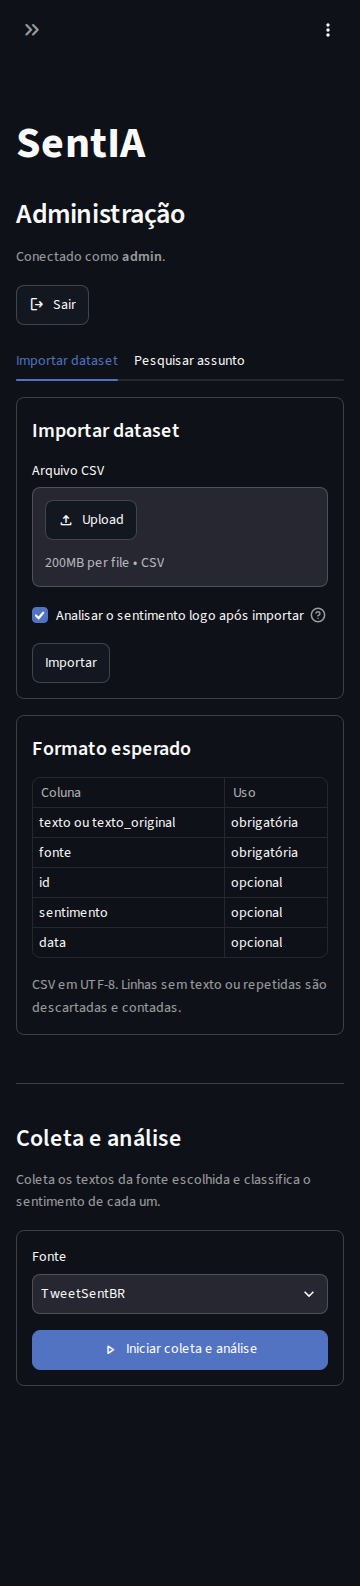 SentIA
Administração
Conectado como admin.
Sair
Importar dataset Pesquisar assunto
Importar dataset
Arquivo CSV
Upload
200MB per file • CSV
Analisar o sentimento logo após importar
Importar
Formato esperado
Coluna Uso
texto ou texto_original obrigatória
fonte obrigatória
id opcional
sentimento opcional
data opcional
CSV em UTF-8. Linhas sem texto ou repetidas são
descartadas e contadas.
Coleta e análise
Coleta os textos da fonte escolhida e classifica o
sentimento de cada um.
Fonte
TweetSentBR
Iniciar coleta e análise